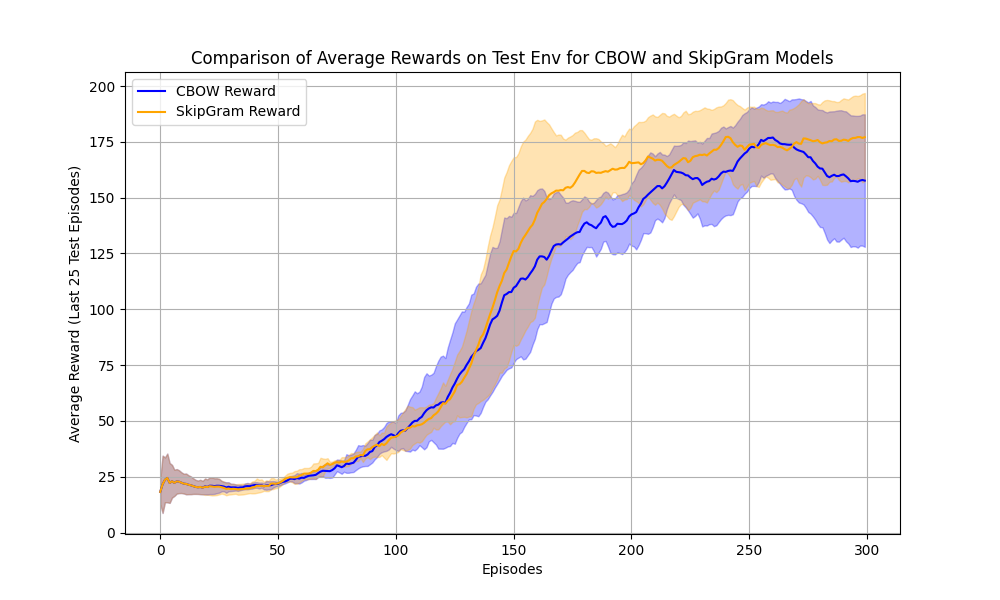 Comparison of Average Rewards on Test Env for CBOW and SkipGram Models
CBOW Reward
SkipGram Reward
Average Reward (Last 25 Test Episodes)
200
175
150
125
100
75
50
25
0
0 50 100 150 200 250 300
Episodes